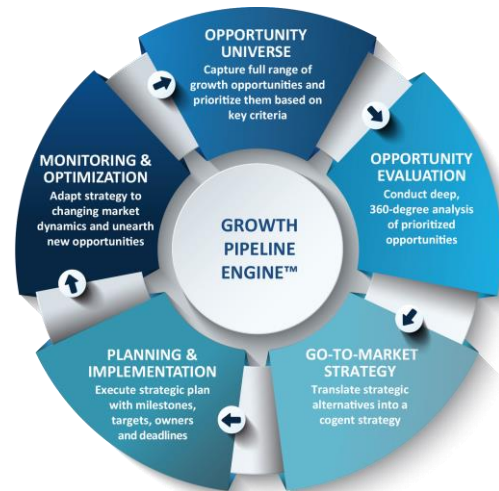 OPPORTUNITY
UNIVERSE
Capture full range of
growth opportunities and
prioritize them based on
key criteria
OPPORTUNITY
EVALUATION
Conduct deep,
360-degree analysis
of prioritized
opportunities
GO-TO-MARKET
STRATEGY
Translate strategic
alternatives into a
cogent strategy
PLANNING &
IMPLEMENTATION
Execute strategic plan
with milestones,
targets, owners
and deadlines
MONITORING &
OPTIMIZATION
Adapt strategy to
changing market
dynamics and unearth
new opportunities
GROWTH
PIPELINE
ENGINE™